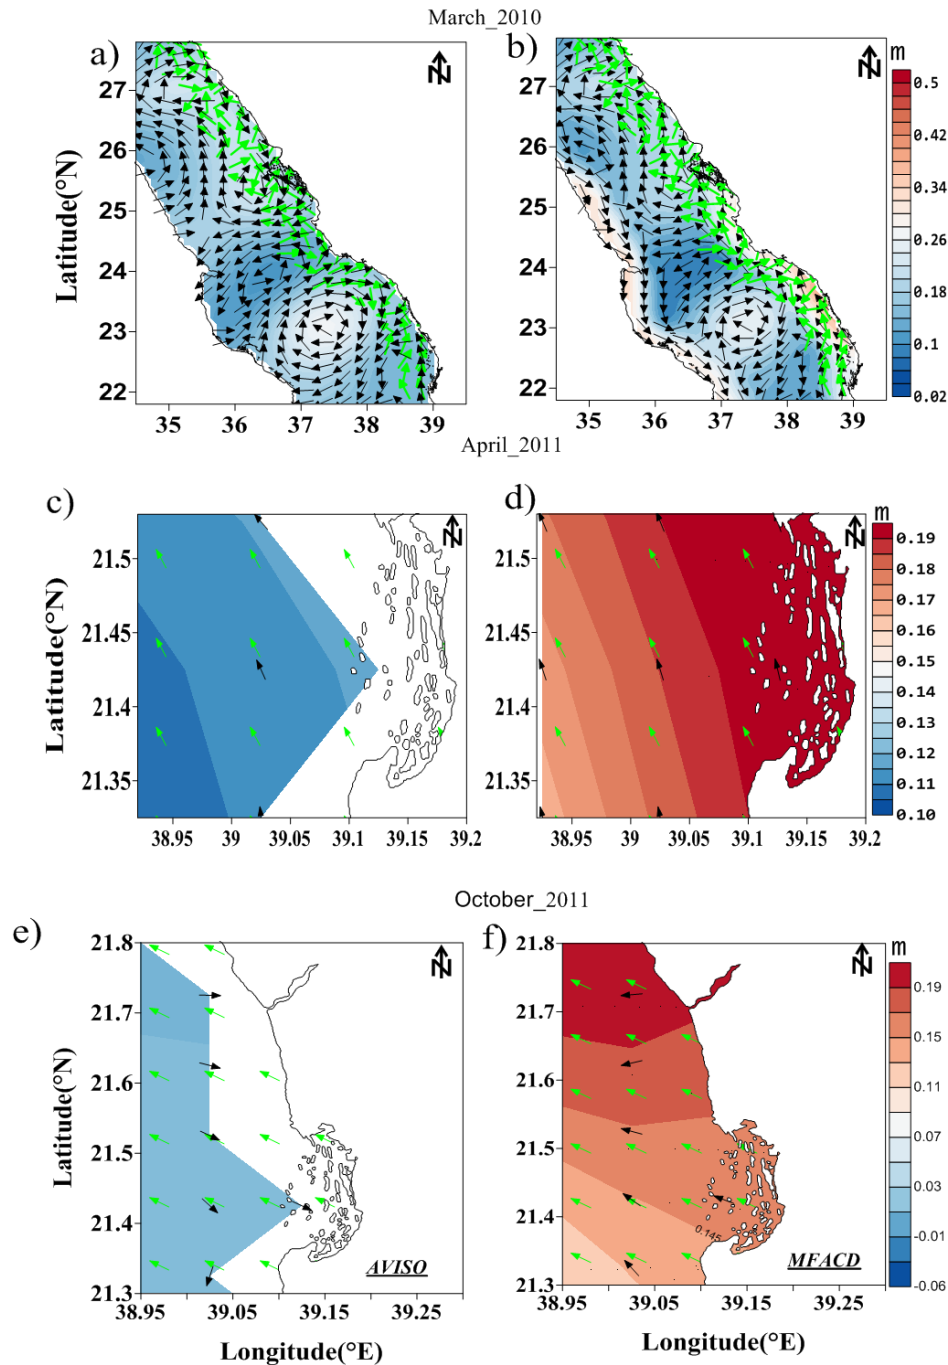 March_2010
a)
b)
N
N
m
Latitude(°N)
27
26
25
24
23
22
27
26
25
24
23
22
0.5
0.42
0.34
0.26
0.18
0.1
0.02
35 36 37 38 39
35 36 37 38 39
April_2011
c)
d)
N
N
m
Latitude(°N)
21.5
21.45
21.4
21.35
21.5
21.45
21.4
21.35
0.19
0.18
0.17
0.16
0.15
0.14
0.13
0.12
0.11
0.10
38.95 39 39.05 39.1 39.15 39.2
38.95 39 39.05 39.1 39.15 39.2
October_2011
e)
f)
N
N
m
Latitude(°N)
21.8
21.7
21.6
21.5
21.4
21.3
21.8
21.7
21.6
21.5
21.4
21.3
0.19
0.15
0.11
0.07
0.03
-0.01
-0.06
0.145
AVISO
MFACD
38.95 39.05 39.15 39.25
38.95 39.05 39.15 39.25
Longitude(°E)
Longitude(°E)